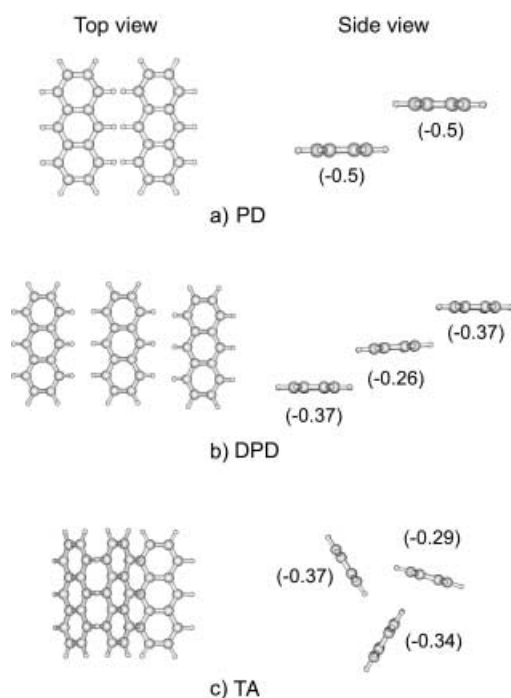 Top view Side view
(-0.5)
(-0.5)
a) PD
(-0.37)
(-0.26)
(-0.37)
b) DPD
(-0.29)
(-0.37)
(-0.34)
c) TA